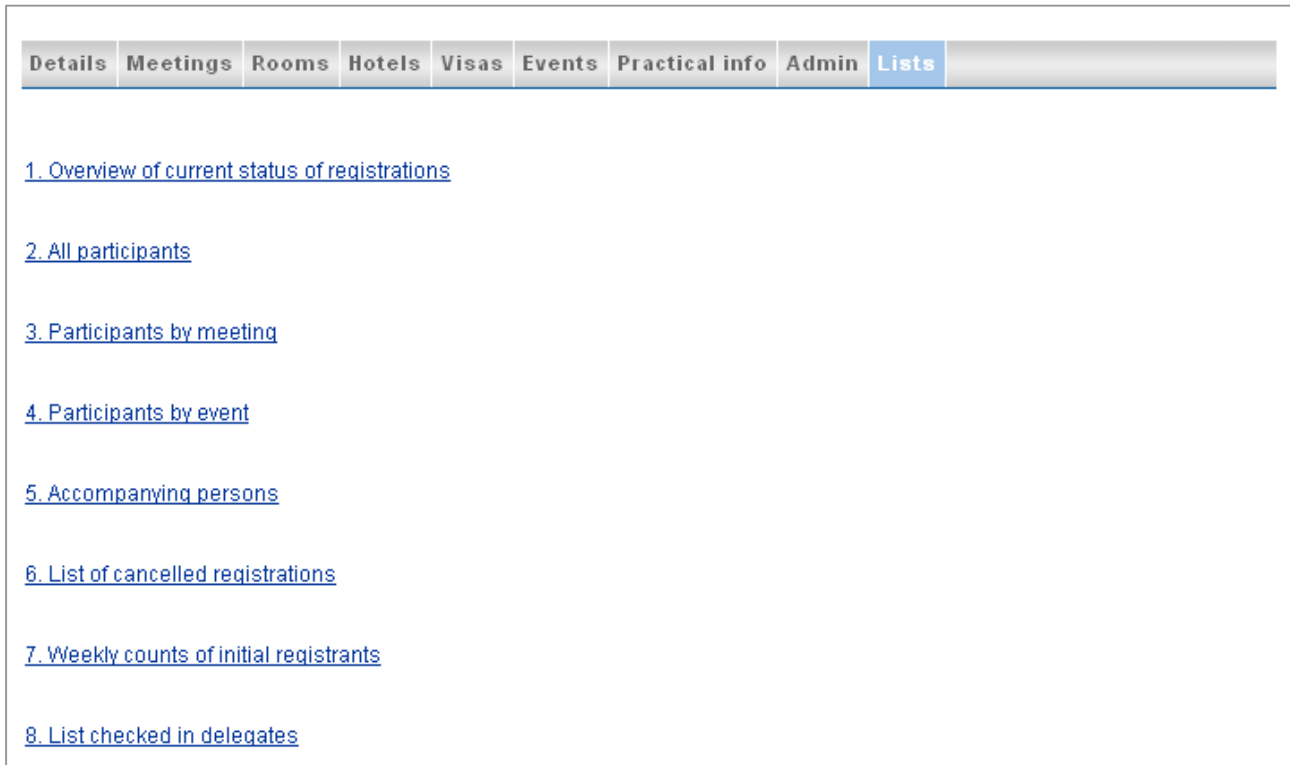 Details Meetings Rooms Hotels Visas Events Practical info Admin Lists
1. Overview of current status of registrations
2. All participants
3. Participants by meeting
4. Participants by event
5. Accompanying persons
6. List of cancelled registrations
7. Weekly counts of initial registrants
8. List checked in delegates